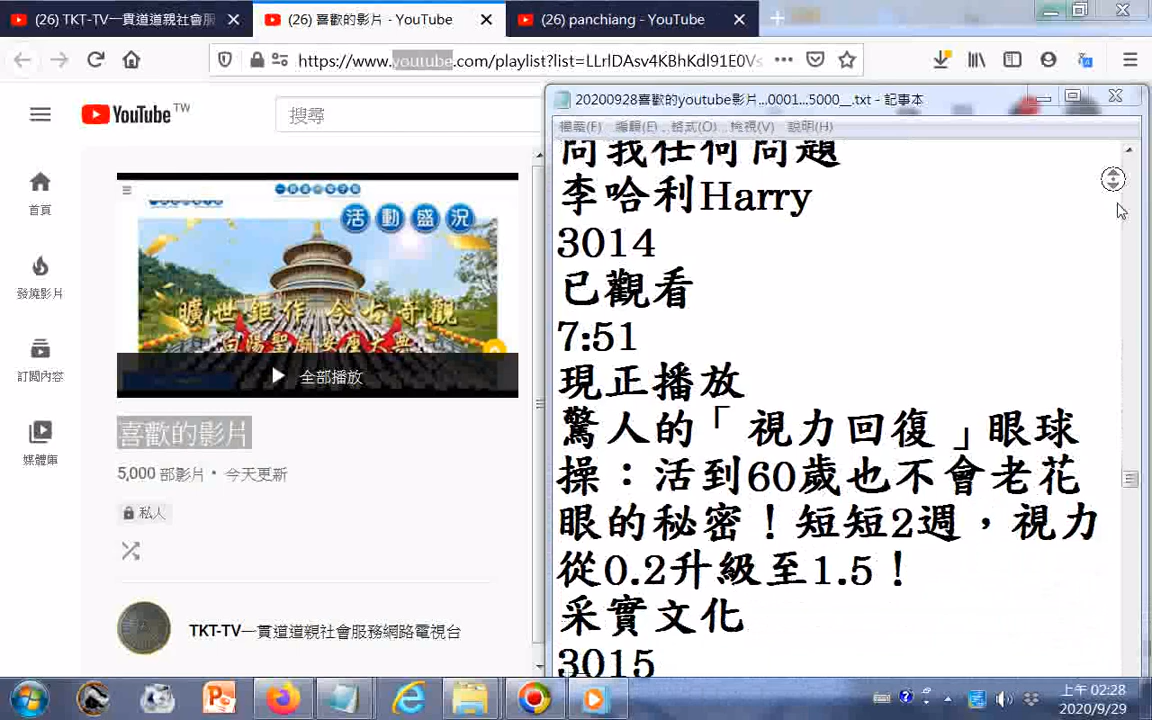 (26) TKT-TV一貫道道親社會服
(26) 喜歡的影片 - YouTube
(26) panchiang - YouTube
https://www.youtube.com/playlist?list=LLrlDAsv4KBhKdl91E0Vs
YouTube TW
搜尋
首頁
發燒影片
訂閱內容
媒體庫
活動盛況
曠世鉅作 今古奇觀
白陽聖廟安座大典
全部播放
喜歡的影片
5,000 部影片 • 今天更新
私人
TKT-TV一貫道道親社會服務網路電視台
20200928喜歡的youtube影片...0001...5000__.txt - 記事本
檔案(F) 編輯(E) 格式(O) 檢視(V) 說明(H)
問我任何問題
李哈利Harry
3014
已觀看
7:51
現正播放
驚人的「視力回復」眼球
操：活到60歲也不會老花
眼的秘密！短短2週，視力
從0.2升級至1.5！
采實文化
3015
上午 02:28
2020/9/29